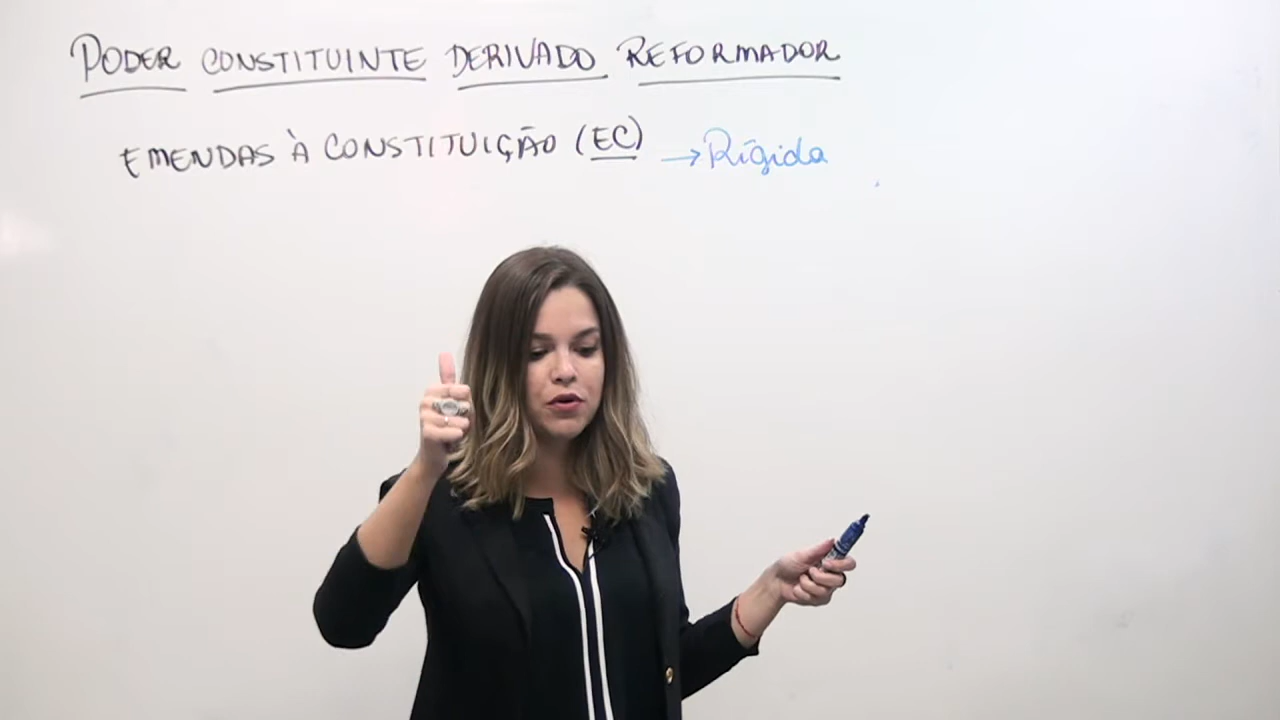 PODER CONSTITUINTE DERIVADO REFORMADOR
EMENDAS À CONSTITUIÇÃO (EC) → Rígida